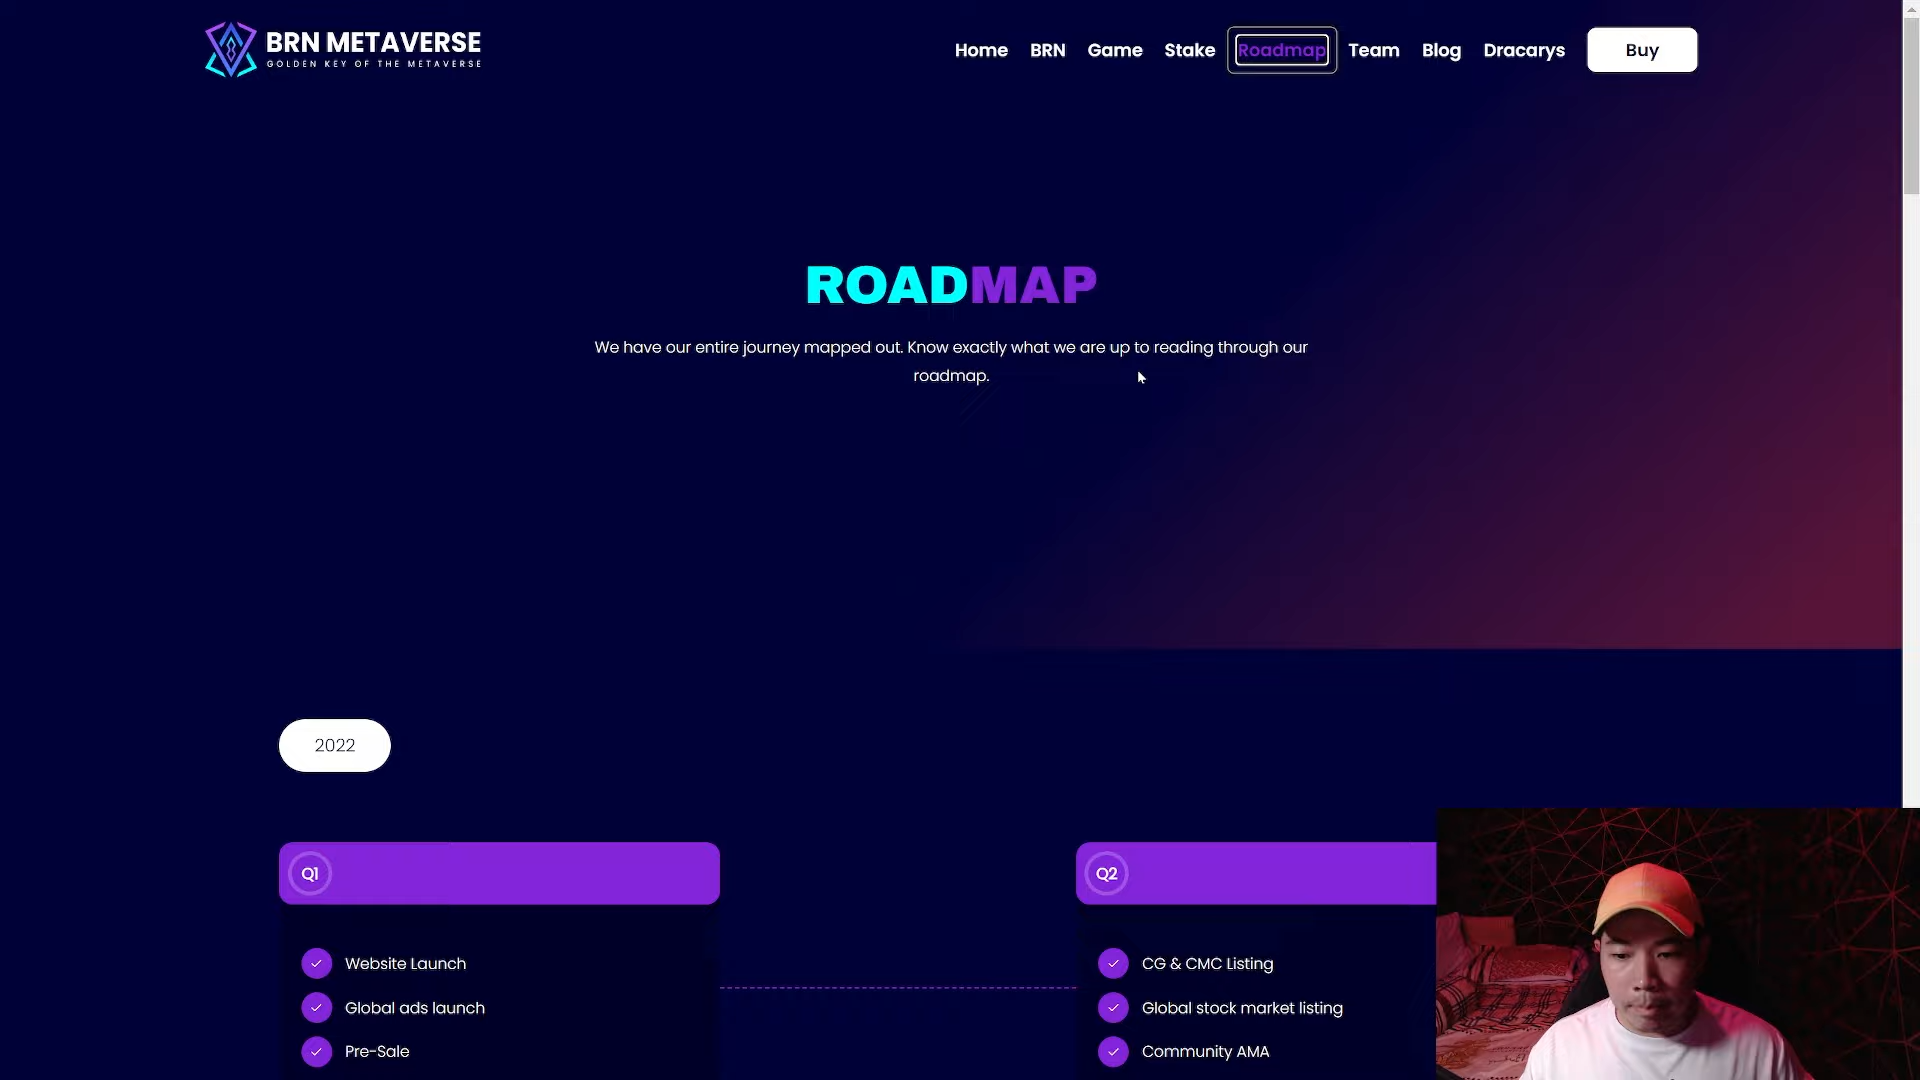 BRN METAVERSE
GOLDEN KEY OF THE METAVERSE
Home BRN Game Stake Roadmap Team Blog Dracarys Buy
ROADMAP
We have our entire journey mapped out. Know exactly what we are up to reading through our
roadmap.
2022
Q1
Website Launch
Global ads launch
Pre-Sale
Q2
CG & CMC Listing
Global stock market listing
Community AMA